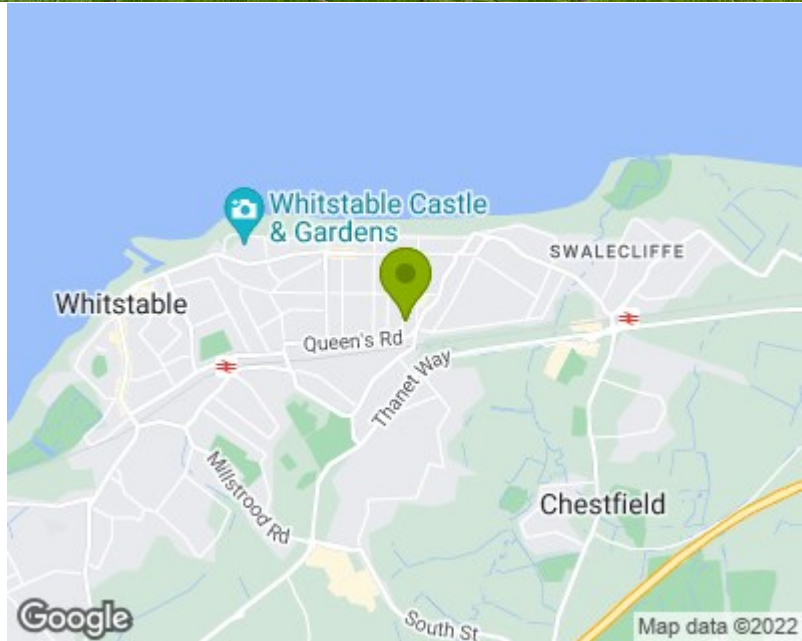 Whitstable Castle
& Gardens
SWALECLIFFE
Whitstable
Queen's Rd
Thanet Way
Millstrood Rd
Chestfield
South St
Google
Map data ©2022